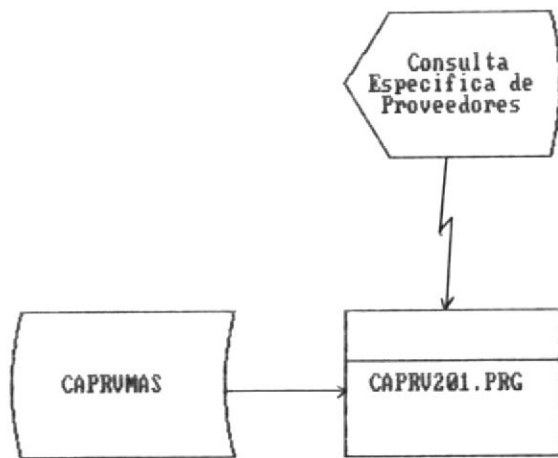 Consulta
Especifica de
Proveedores
CAPRVMAS
CAPRV201.PRG